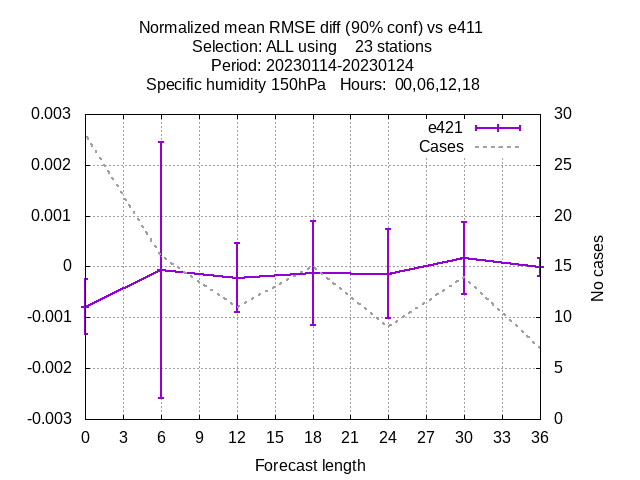 Normalized mean RMSE diff (90% conf) vs e411
Selection: ALL using    23 stations
Period: 20230114-20230124
Specific humidity 150hPa   Hours:  00,06,12,18
0.003
0.002
0.001
0
-0.001
-0.002
-0.003
30
25
20
15
10
5
0
e421
Cases
No cases
0 3 6 9 12 15 18 21 24 27 30 33 36
Forecast length